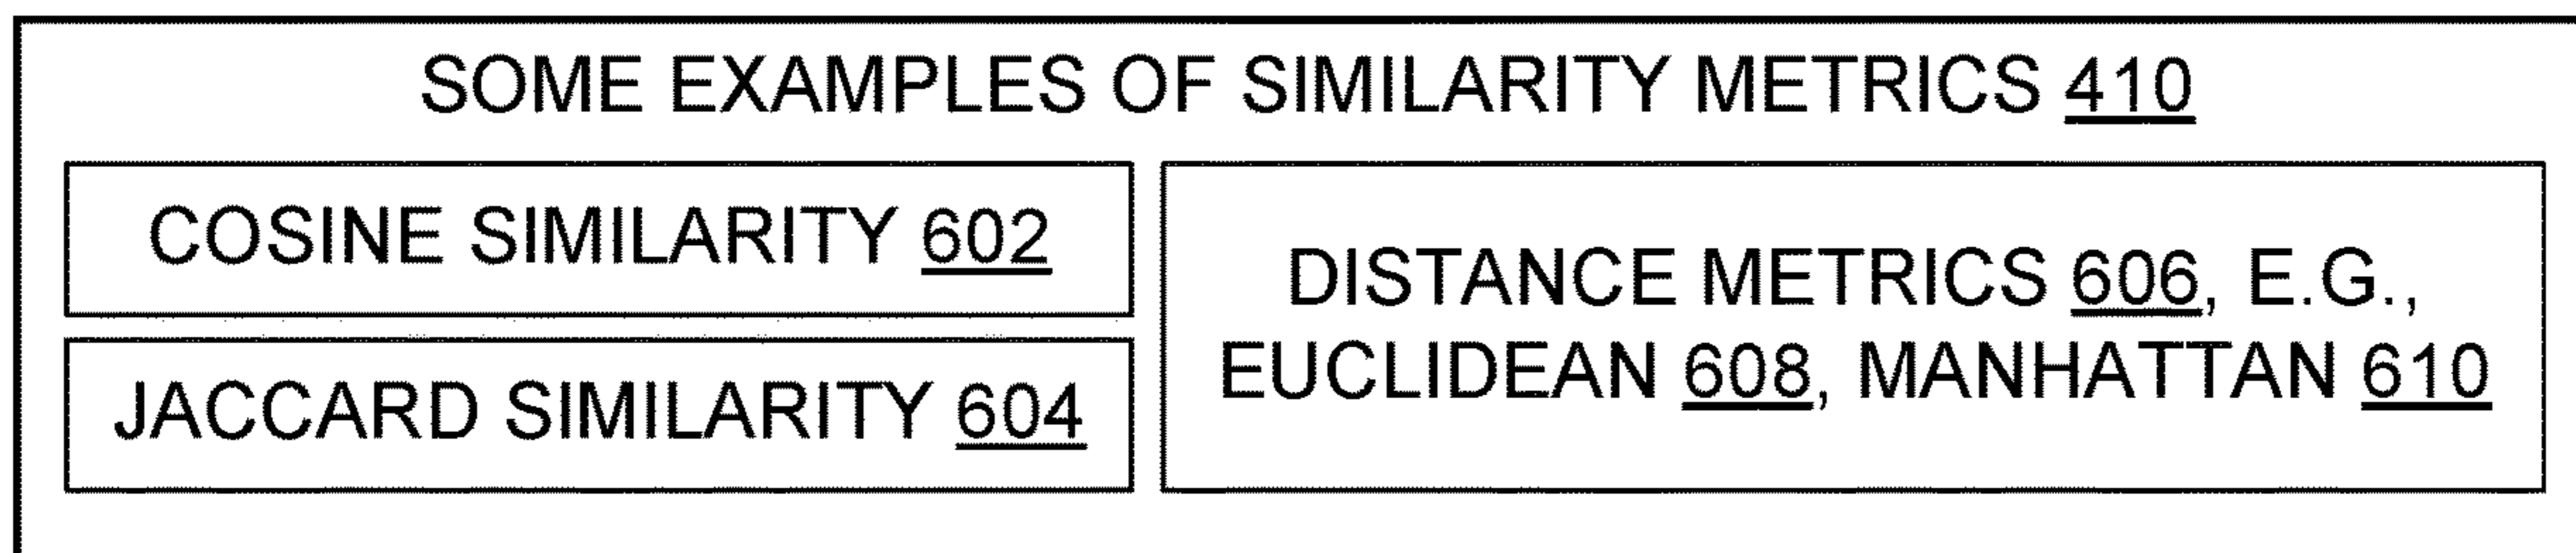 SOME EXAMPLES OF SIMILARITY METRICS 410
COSINE SIMILARITY 602
JACCARD SIMILARITY 604
DISTANCE METRICS 606, E.G.,
EUCLIDEAN 608, MANHATTAN 610